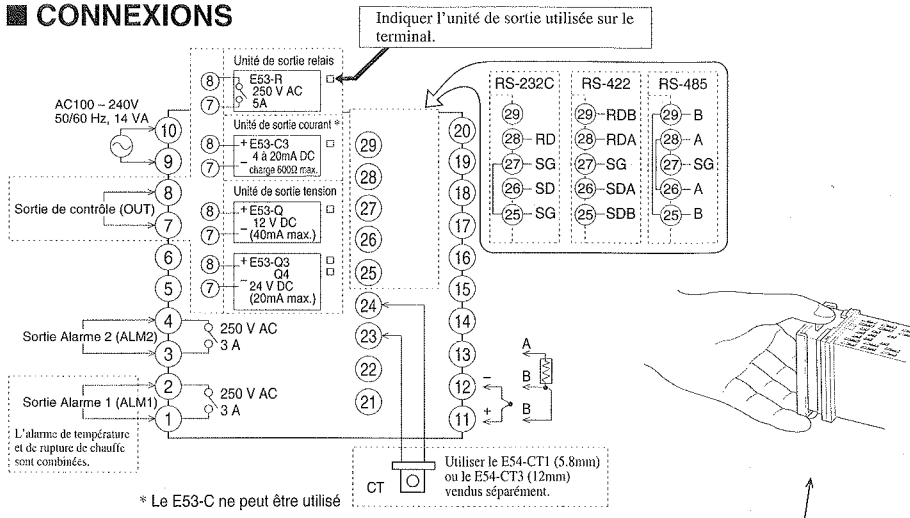 ■ CONNEXIONS
Indiquer l'unité de sortie utilisée sur le
terminal.
AC100 ~ 240V
50/60 Hz, 14 VA
10
9
8
7
6
5
4
3
2
1
Sortie de contrôle (OUT)
Sortie Alarme 2 (ALM2)
250 V AC
3 A
Sortie Alarme 1 (ALM1)
250 V AC
3 A
L'alarme de température
et de rupture de chauffe
sont combinées.
Unité de sortie relais
8
7
E53-R
250 V AC
5A
Unité de sortie courant *
8
7
+ E53-C3
4 à 20mA DC
− charge 600Ω max.
Unité de sortie tension
8
7
+ E53-Q
12 V DC
− (40mA max.)
8
7
+ E53-Q3
Q4
− 24 V DC
(20mA max.)
29
28
27
26
25
24
23
22
21
20
19
18
17
16
15
14
13
12
11
−
+
A
B
B
RS-232C
29
28 RD
27 SG
26 SD
25 SG
RS-422
29 RDB
28 RDA
27 SG
26 SDA
25 SDB
RS-485
29 B
28 A
27 SG
26 A
25 B
CT
Utiliser le E54-CT1 (5.8mm)
ou le E54-CT3 (12mm)
vendus séparément.
* Le E53-C ne peut être utilisé